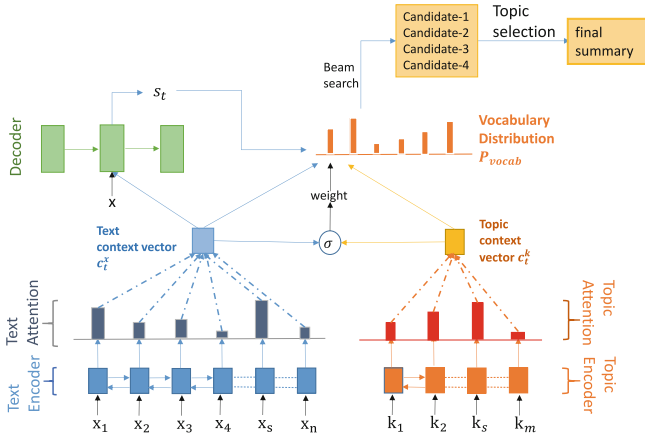 Candidate-1
Candidate-2
Candidate-3
Candidate-4
Topic
selection
final
summary
Beam
search
s_t
Decoder
x
Vocabulary
Distribution
P_vocab
weight
Text
context vector
c_t^x
σ
Topic
context
vector c_t^k
Text
Attention
Topic
Attention
Text
Encoder
Topic
Encoder
x_1 x_2 x_3 x_4 x_s x_n
k_1 k_2 k_s k_m